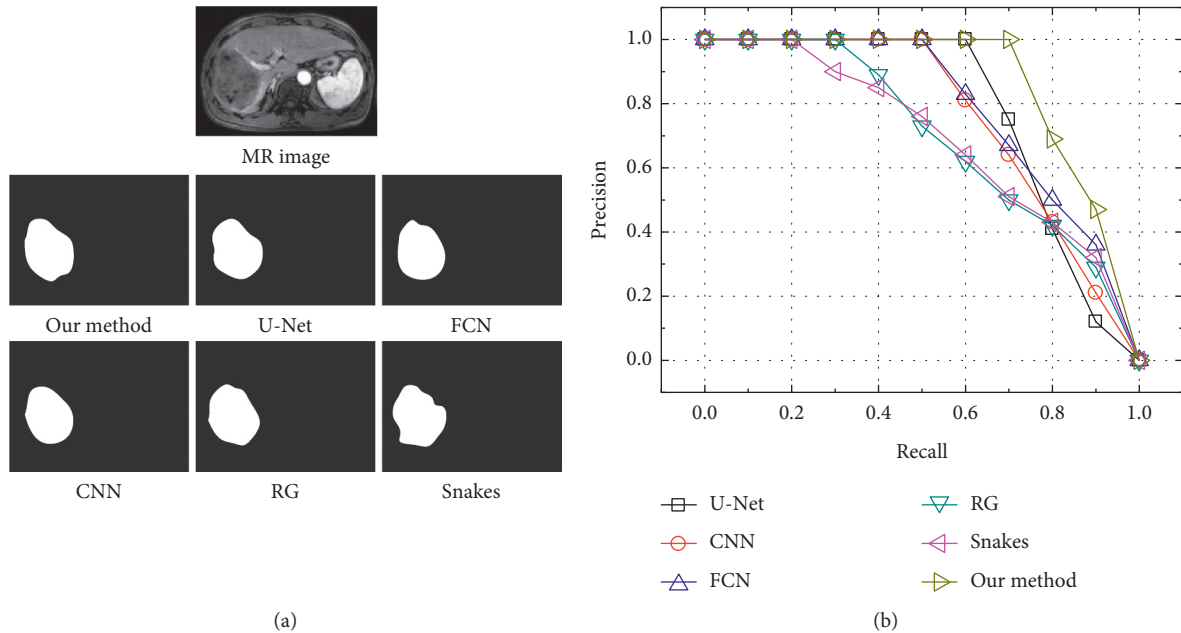 MR image
Our method
U-Net
FCN
CNN
RG
Snakes
(a)
1.0
0.8
0.6
0.4
0.2
0.0
Precision
0.0 0.2 0.4 0.6 0.8 1.0
Recall
U-Net
CNN
FCN
RG
Snakes
Our method
(b)